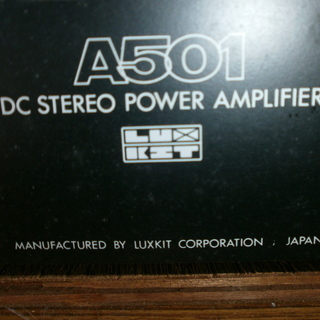 A501
DC STEREO POWER AMPLIFIER
LUX
KIT
MANUFACTURED BY LUXKIT CORPORATION , JAPAN